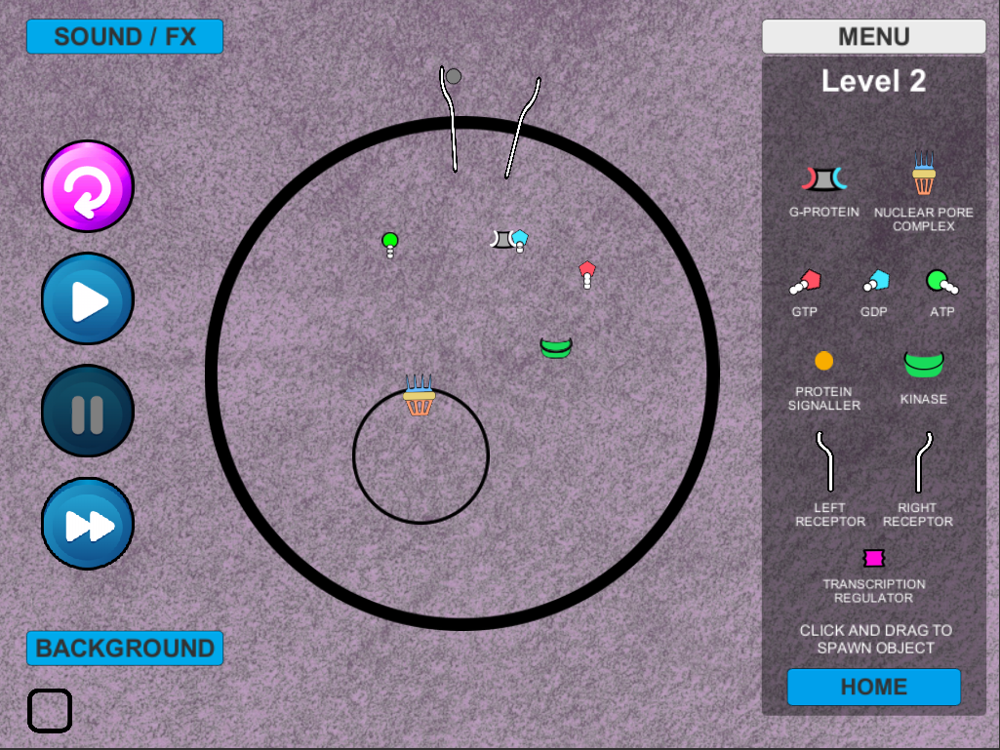 SOUND / FX
MENU
Level 2
G-PROTEIN
NUCLEAR PORE
COMPLEX
GTP
GDP
ATP
PROTEIN
SIGNALLER
KINASE
LEFT
RECEPTOR
RIGHT
RECEPTOR
TRANSCRIPTION
REGULATOR
CLICK AND DRAG TO
SPAWN OBJECT
HOME
BACKGROUND